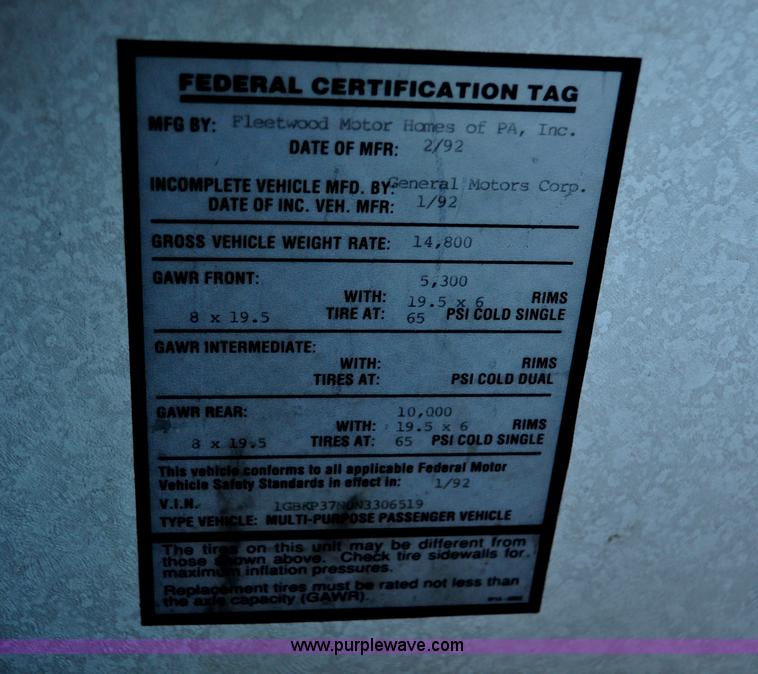 FEDERAL CERTIFICATION TAG
MFG BY: Fleetwood Motor Homes of PA, Inc.
DATE OF MFR: 2/92
INCOMPLETE VEHICLE MFD. BY: General Motors Corp.
DATE OF INC. VEH. MFR: 1/92
GROSS VEHICLE WEIGHT RATE: 14,800
GAWR FRONT: 5,300
WITH: 19.5 x 6 RIMS
8 x 19.5 TIRE AT: 65 PSI COLD SINGLE
GAWR INTERMEDIATE:
WITH: RIMS
TIRES AT: PSI COLD DUAL
GAWR REAR: 10,000
WITH: 19.5 x 6 RIMS
8 x 19.5 TIRES AT: 65 PSI COLD SINGLE
This vehicle conforms to all applicable Federal Motor
Vehicle Safety Standards in effect in: 1/92
V.I.N.
TYPE VEHICLE: MULTI-PURPOSE PASSENGER VEHICLE
The tires on this unit may be different from
those shown above. Check tire sidewalls for
maximum inflation pressures.
Replacement tires must be rated not less than
the axle capacity (GAWR).
www.purplewave.com